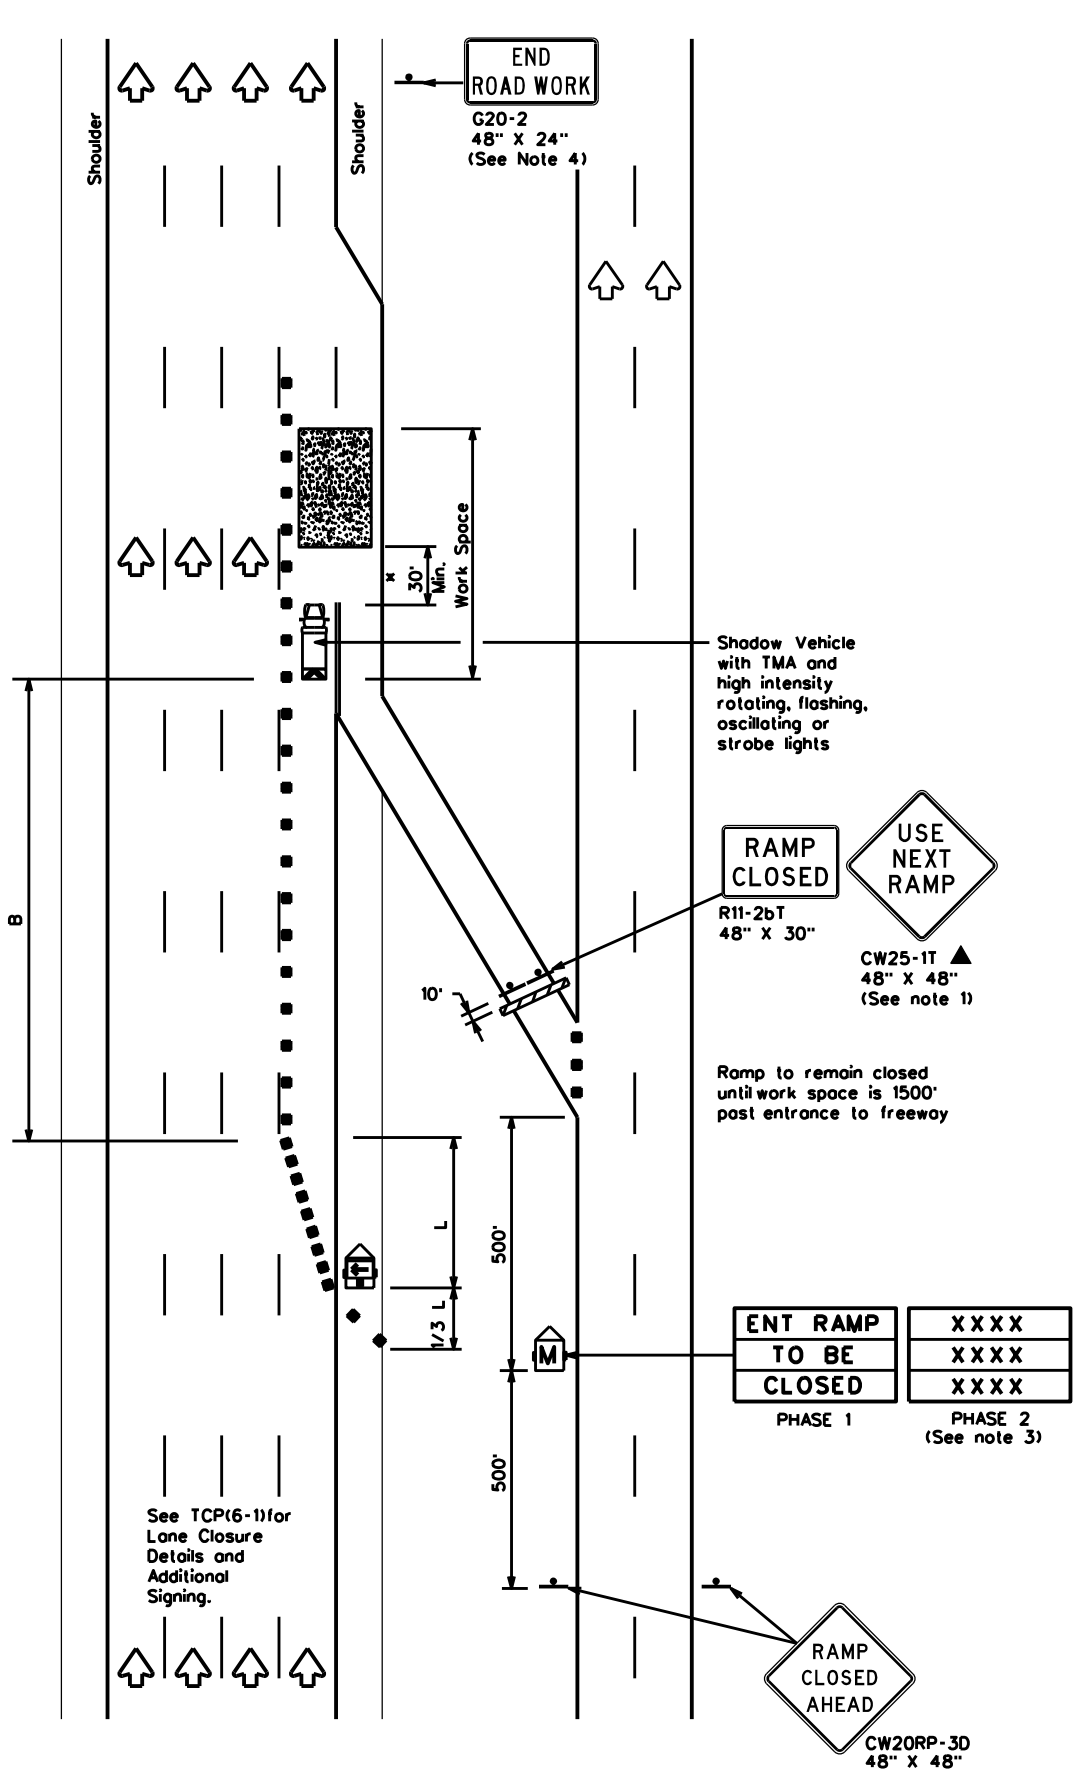 END
ROAD WORK
G20-2
48" X 24"
(See Note 4)
Shoulder
Shoulder
x
30'
Min.
Work Space
Shadow Vehicle
with TMA and
high intensity
rotating, flashing,
oscillating or
strobe lights
RAMP
CLOSED
R11-2bT
48" X 30"
USE
NEXT
RAMP
CW25-1T
48" X 48"
(See note 1)
B
10'
Ramp to remain closed
until work space is 1500'
past entrance to freeway
L
1/3 L
500'
M
ENT RAMP
TO BE
CLOSED
PHASE 1
XXXX
XXXX
XXXX
PHASE 2
(See note 3)
500'
See TCP(6-1)for
Lane Closure
Details and
Additional
Signing.
RAMP
CLOSED
AHEAD
CW20RP-3D
48" X 48"